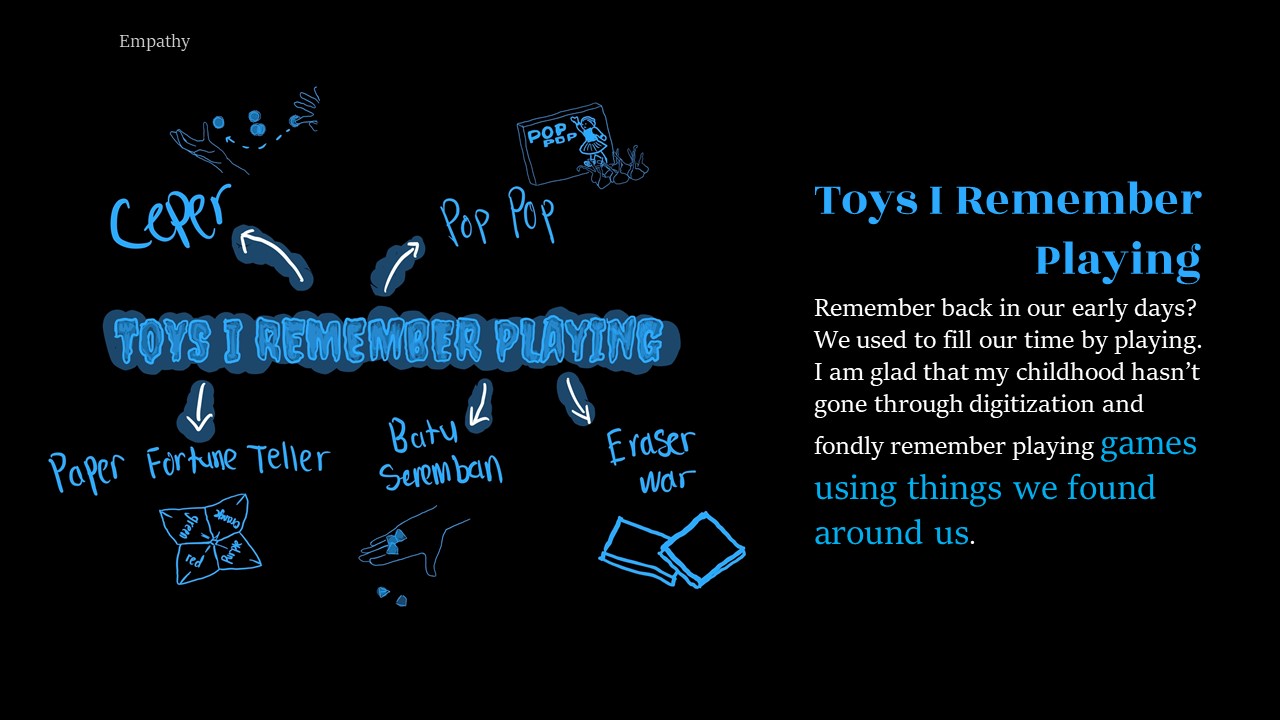 Empathy
POP
POP
Ceper
Pop Pop
TOYS I REMEMBER PLAYING
Paper Fortune Teller
Batu
Seremban
Eraser
war
green
orange
red
purple
Toys I Remember
Playing
Remember back in our early days?
We used to fill our time by playing.
I am glad that my childhood hasn’t
gone through digitization and
fondly remember playing games
using things we found
around us.